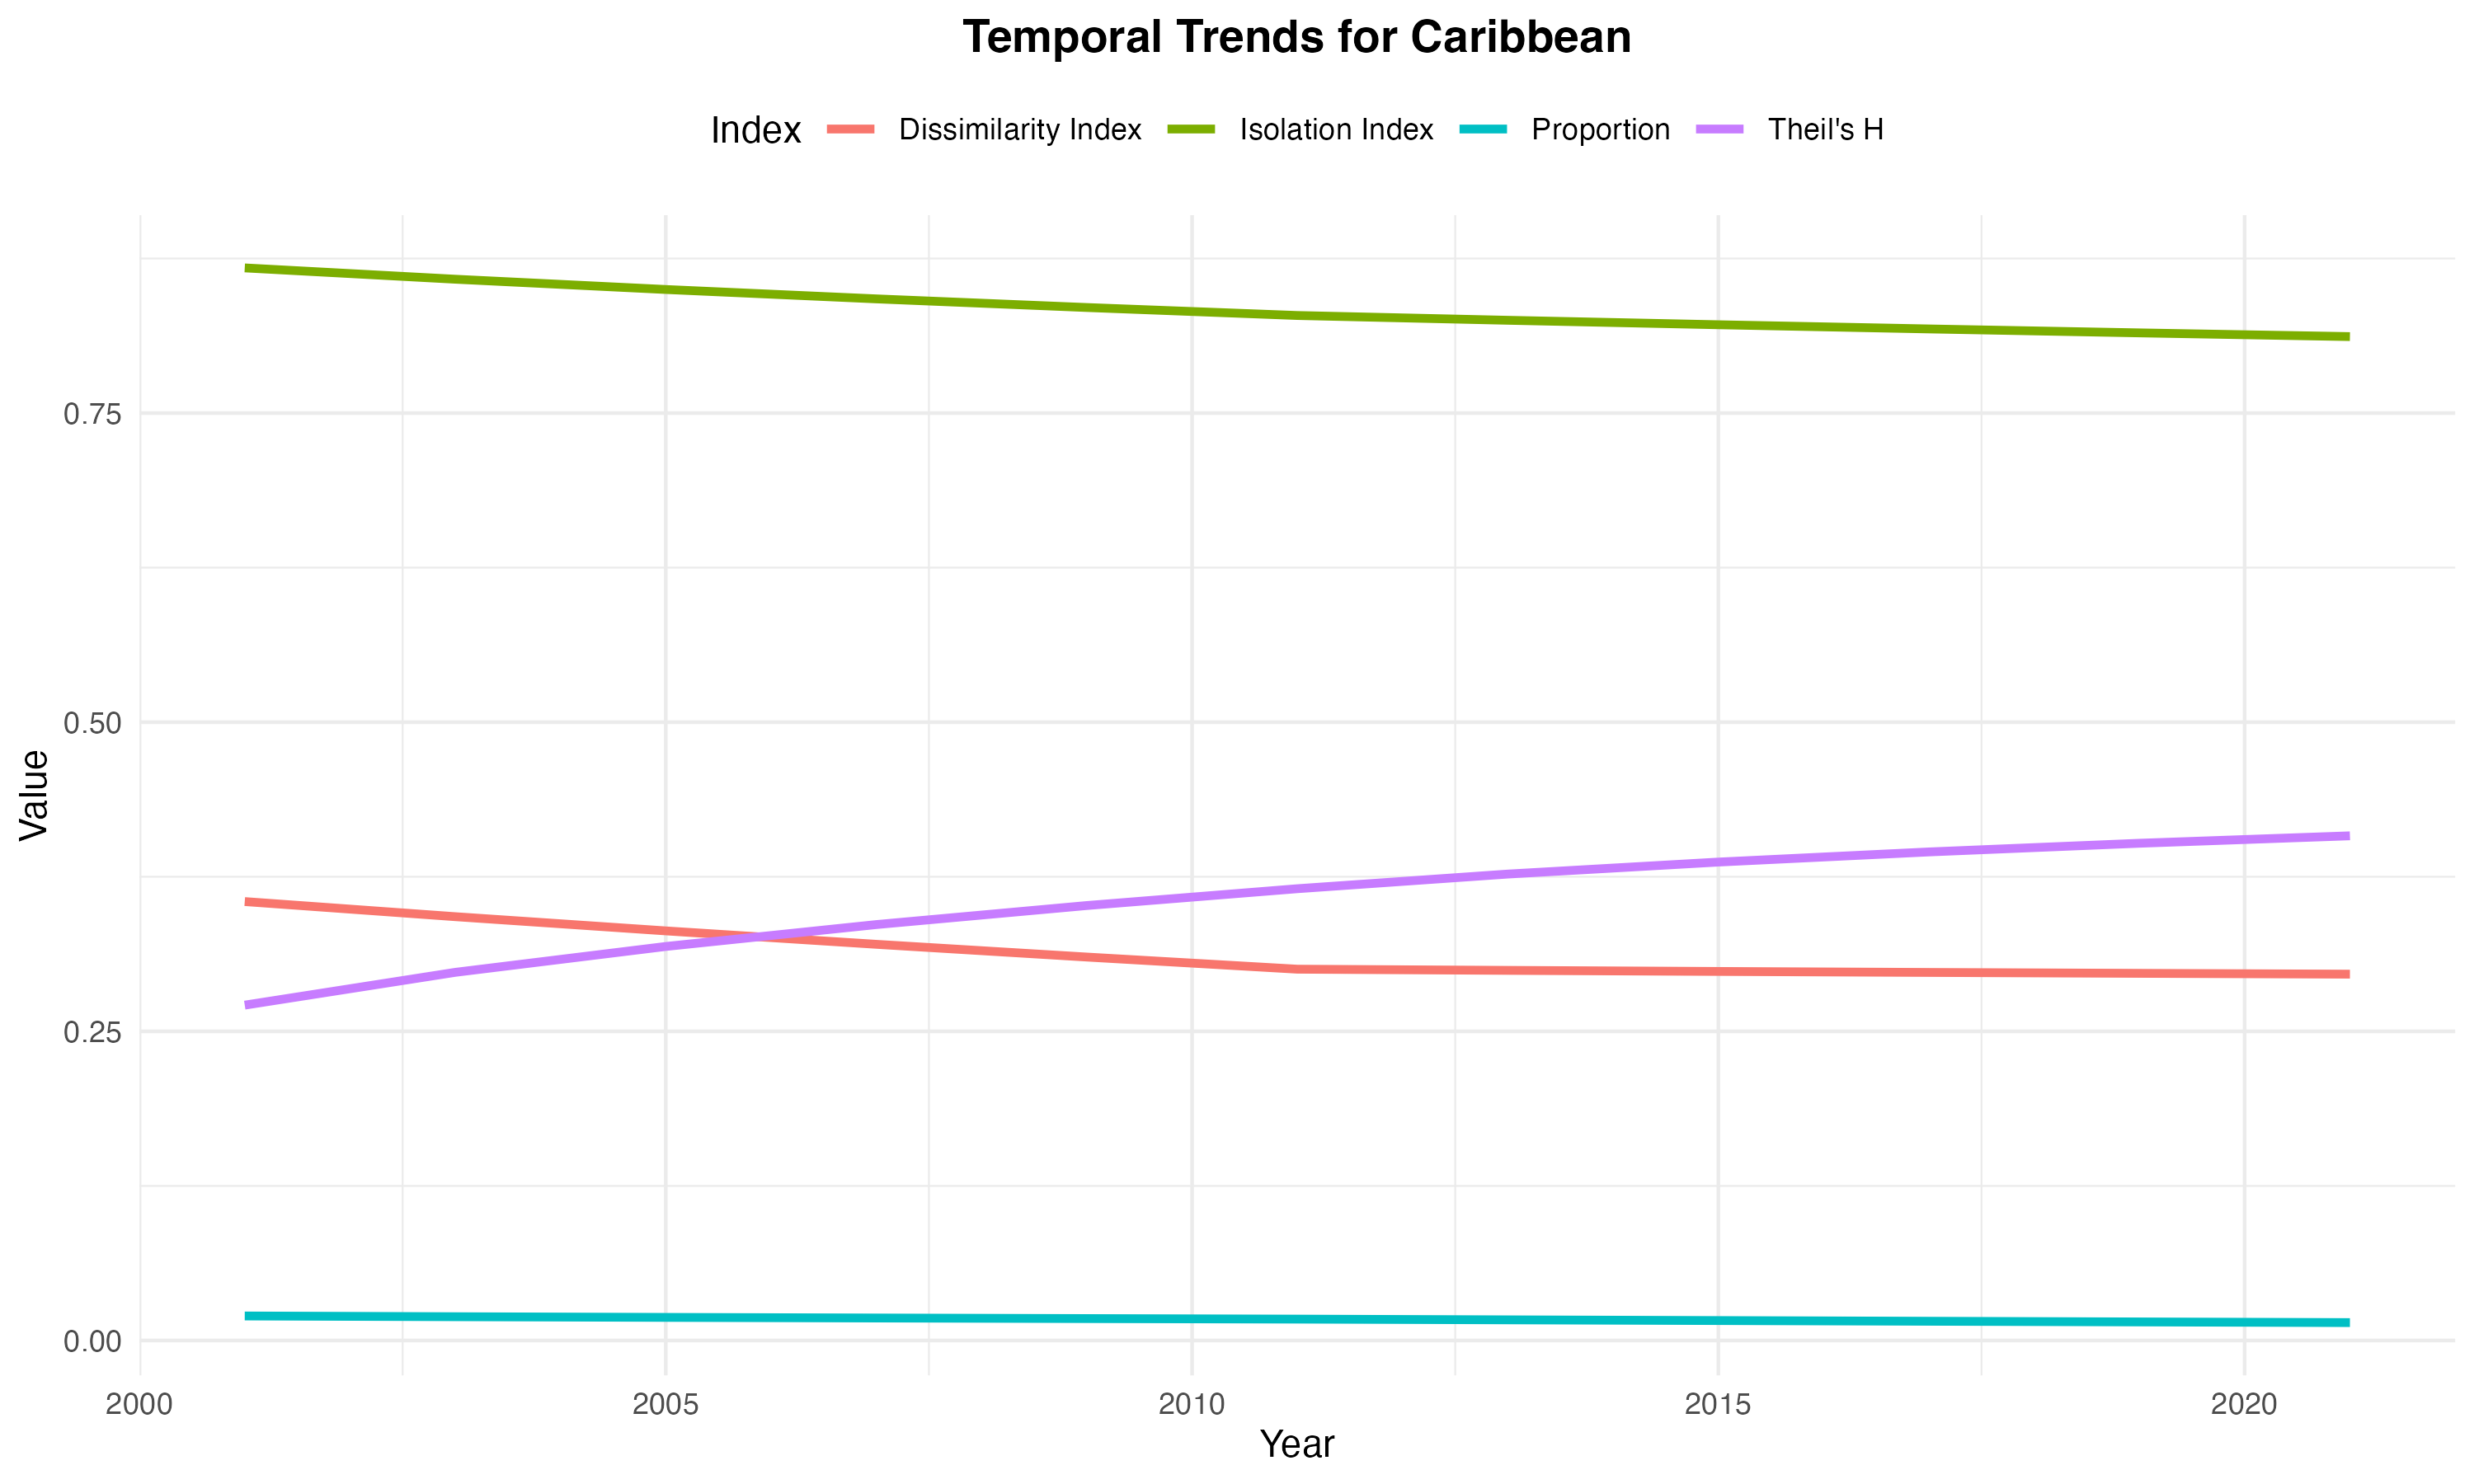 Temporal Trends for Caribbean
Index Dissimilarity Index Isolation Index Proportion Theil's H
0.75
0.50
0.25
0.00
Value
2000 2005 2010 2015 2020
Year